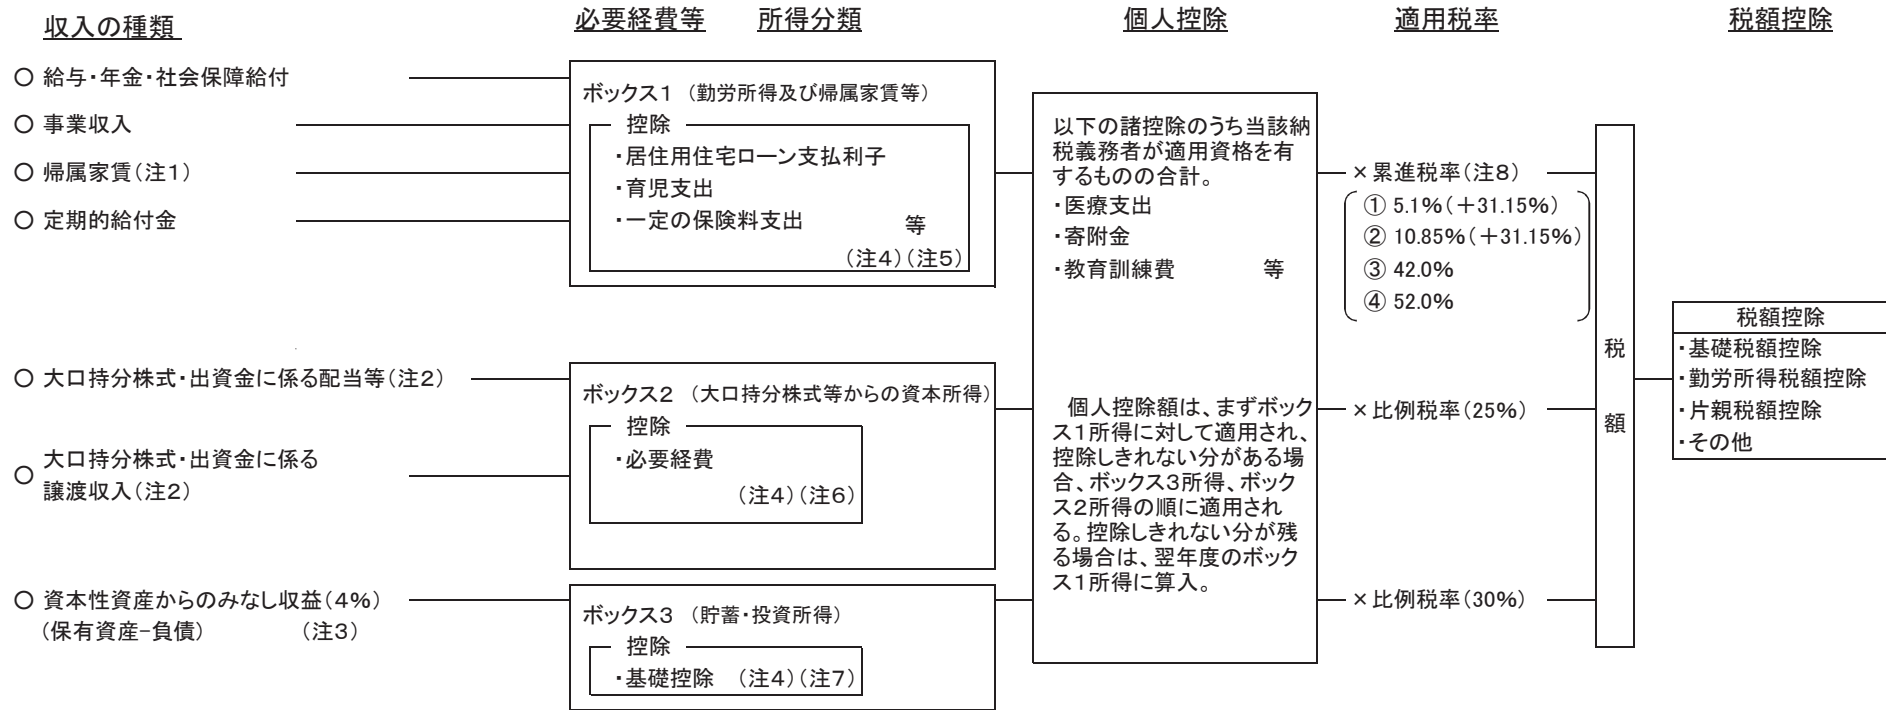 収入の種類
必要経費等 所得分類
個人控除
適用税率
税額控除
○ 給与・年金・社会保障給付
○ 事業収入
○ 帰属家賃(注1)
○ 定期的給付金
ボックス1 (勤労所得及び帰属家賃等)
控除
・居住用住宅ローン支払利子
・育児支出
・一定の保険料支出 等
(注4)(注5)
○ 大口持分株式・出資金に係る配当等(注2)
○ 大口持分株式・出資金に係る
譲渡収入(注2)
ボックス2 (大口持分株式等からの資本所得)
控除
・必要経費
(注4)(注6)
○ 資本性資産からのみなし収益(4%)
(保有資産-負債) (注3)
ボックス3 (貯蓄・投資所得)
控除
・基礎控除 (注4)(注7)
以下の諸控除のうち当該納
税義務者が適用資格を有
するものの合計。
・医療支出
・寄附金
・教育訓練費 等
個人控除額は、まずボック
ス1所得に対して適用され、
控除しきれない分がある場
合、ボックス3所得、ボック
ス2所得の順に適用され
る。控除しきれない分が残
る場合は、翌年度のボック
ス1所得に算入。
×累進税率(注8)
① 5.1%(+31.15%)
② 10.85%(+31.15%)
③ 42.0%
④ 52.0%
×比例税率(25%)
×比例税率(30%)
税
額
税額控除
・基礎税額控除
・勤労所得税額控除
・片親税額控除
・その他